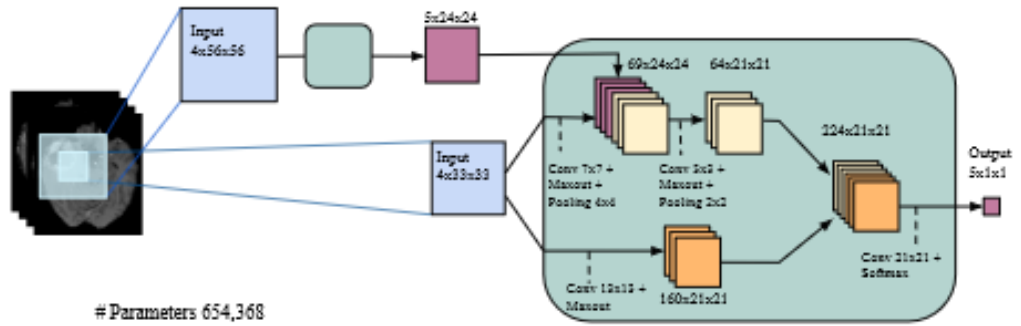 Input
4x56x56
5x24x24
69x24x24
64x21x21
224x21x21
Input
4x33x33
Conv 7x7 +
Maxout +
Pooling 4x4
Conv 3x3 +
Maxout +
Pooling 2x2
Output
5x1x1
Conv 21x21 +
Softmax
Conv 13x13 +
Maxout
160x21x21
# Parameters 654,368